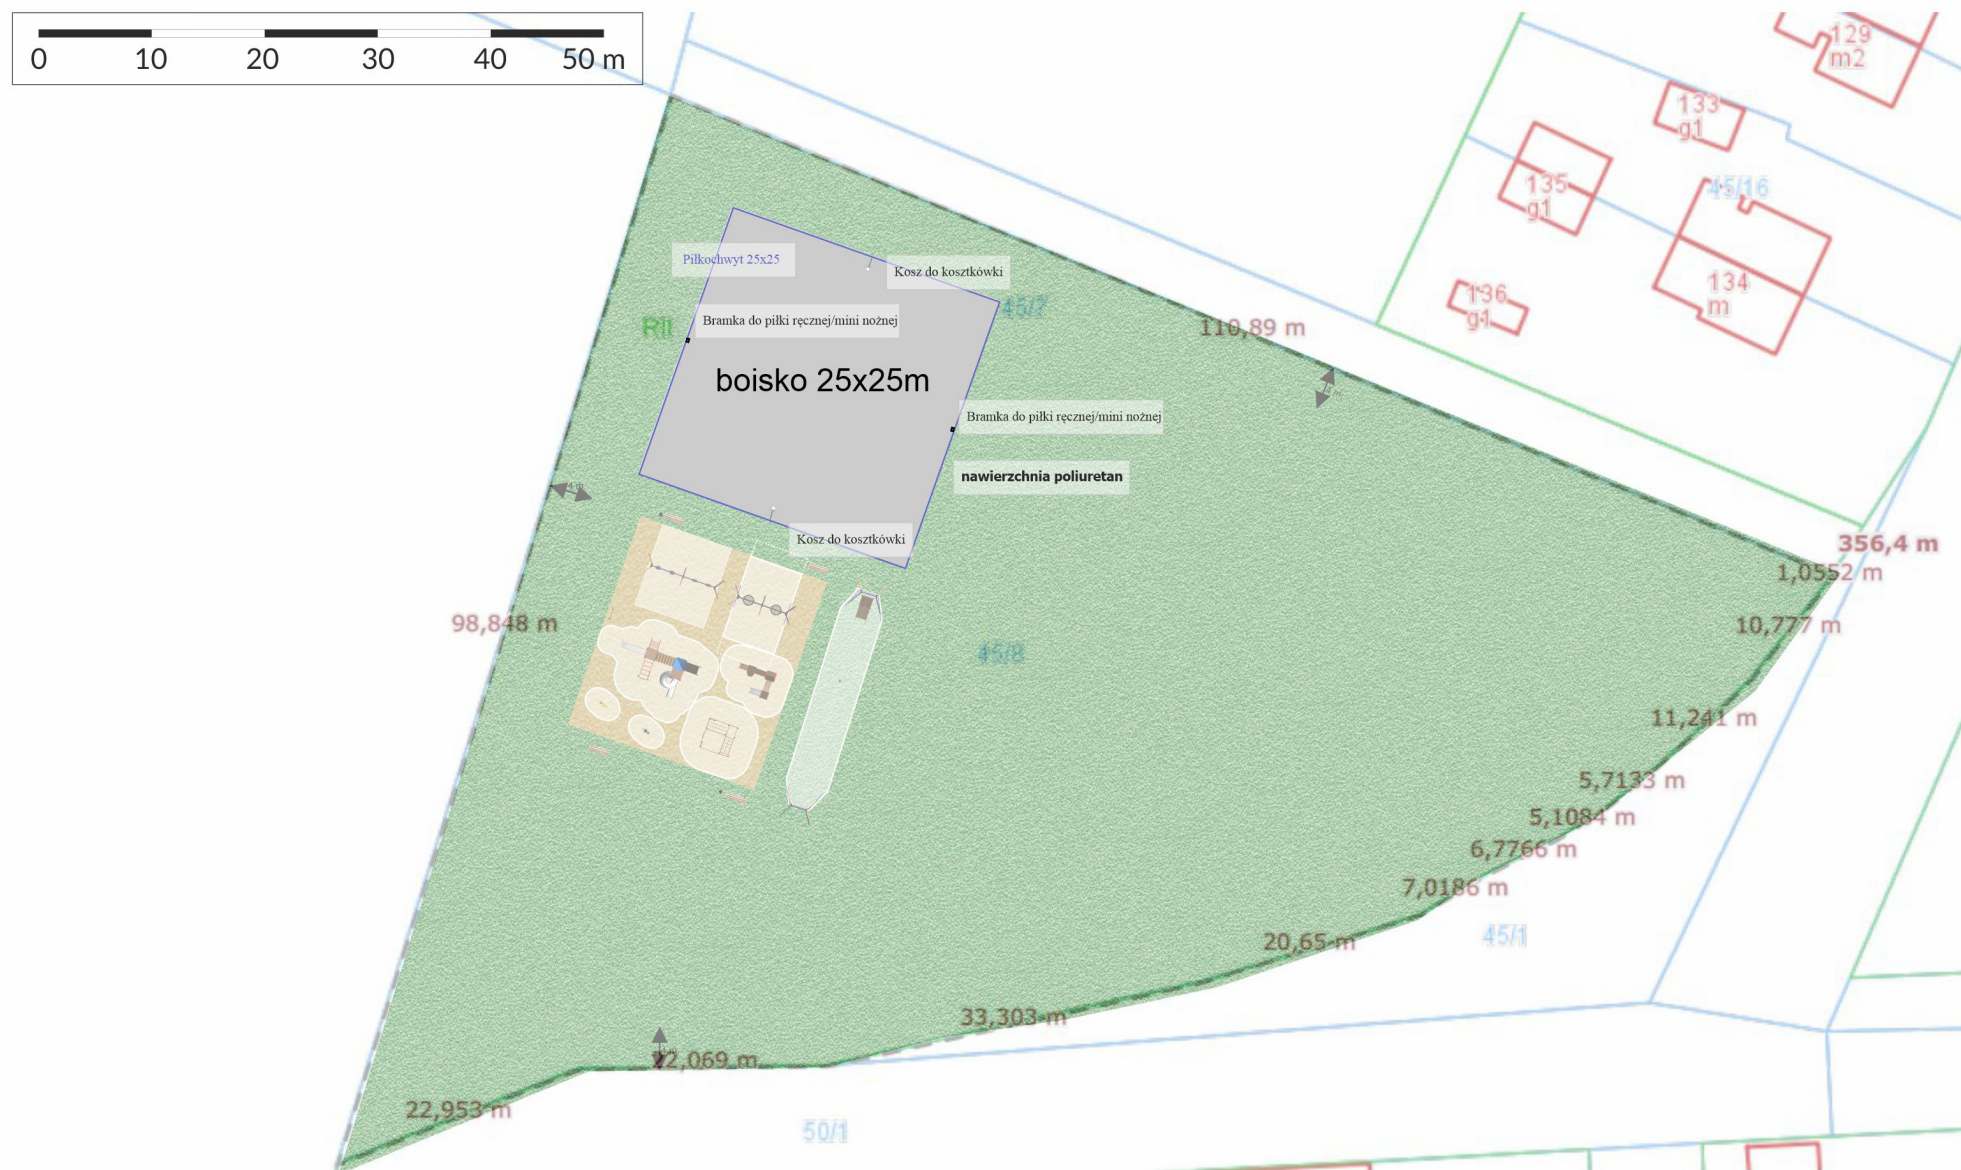 0 10 20 30 40 50 m
129
m2
133
g1
135
g1
45/16
136
g1
134
m
Piłkochwyt 25x25
Kosz do kosztkówki
45/7
RII
Bramka do piłki ręcznej/mini nożnej
110,89 m
boisko 25x25m
4 m
Bramka do piłki ręcznej/mini nożnej
nawierzchnia poliuretan
4 m
Kosz do kosztkówki
356,4 m
1,0552 m
98,848 m
10,777 m
45/8
11,241 m
5,7133 m
5,1084 m
6,7766 m
7,0186 m
45/1
20,65 m
33,303 m
22,069 m
22,953 m
50/1